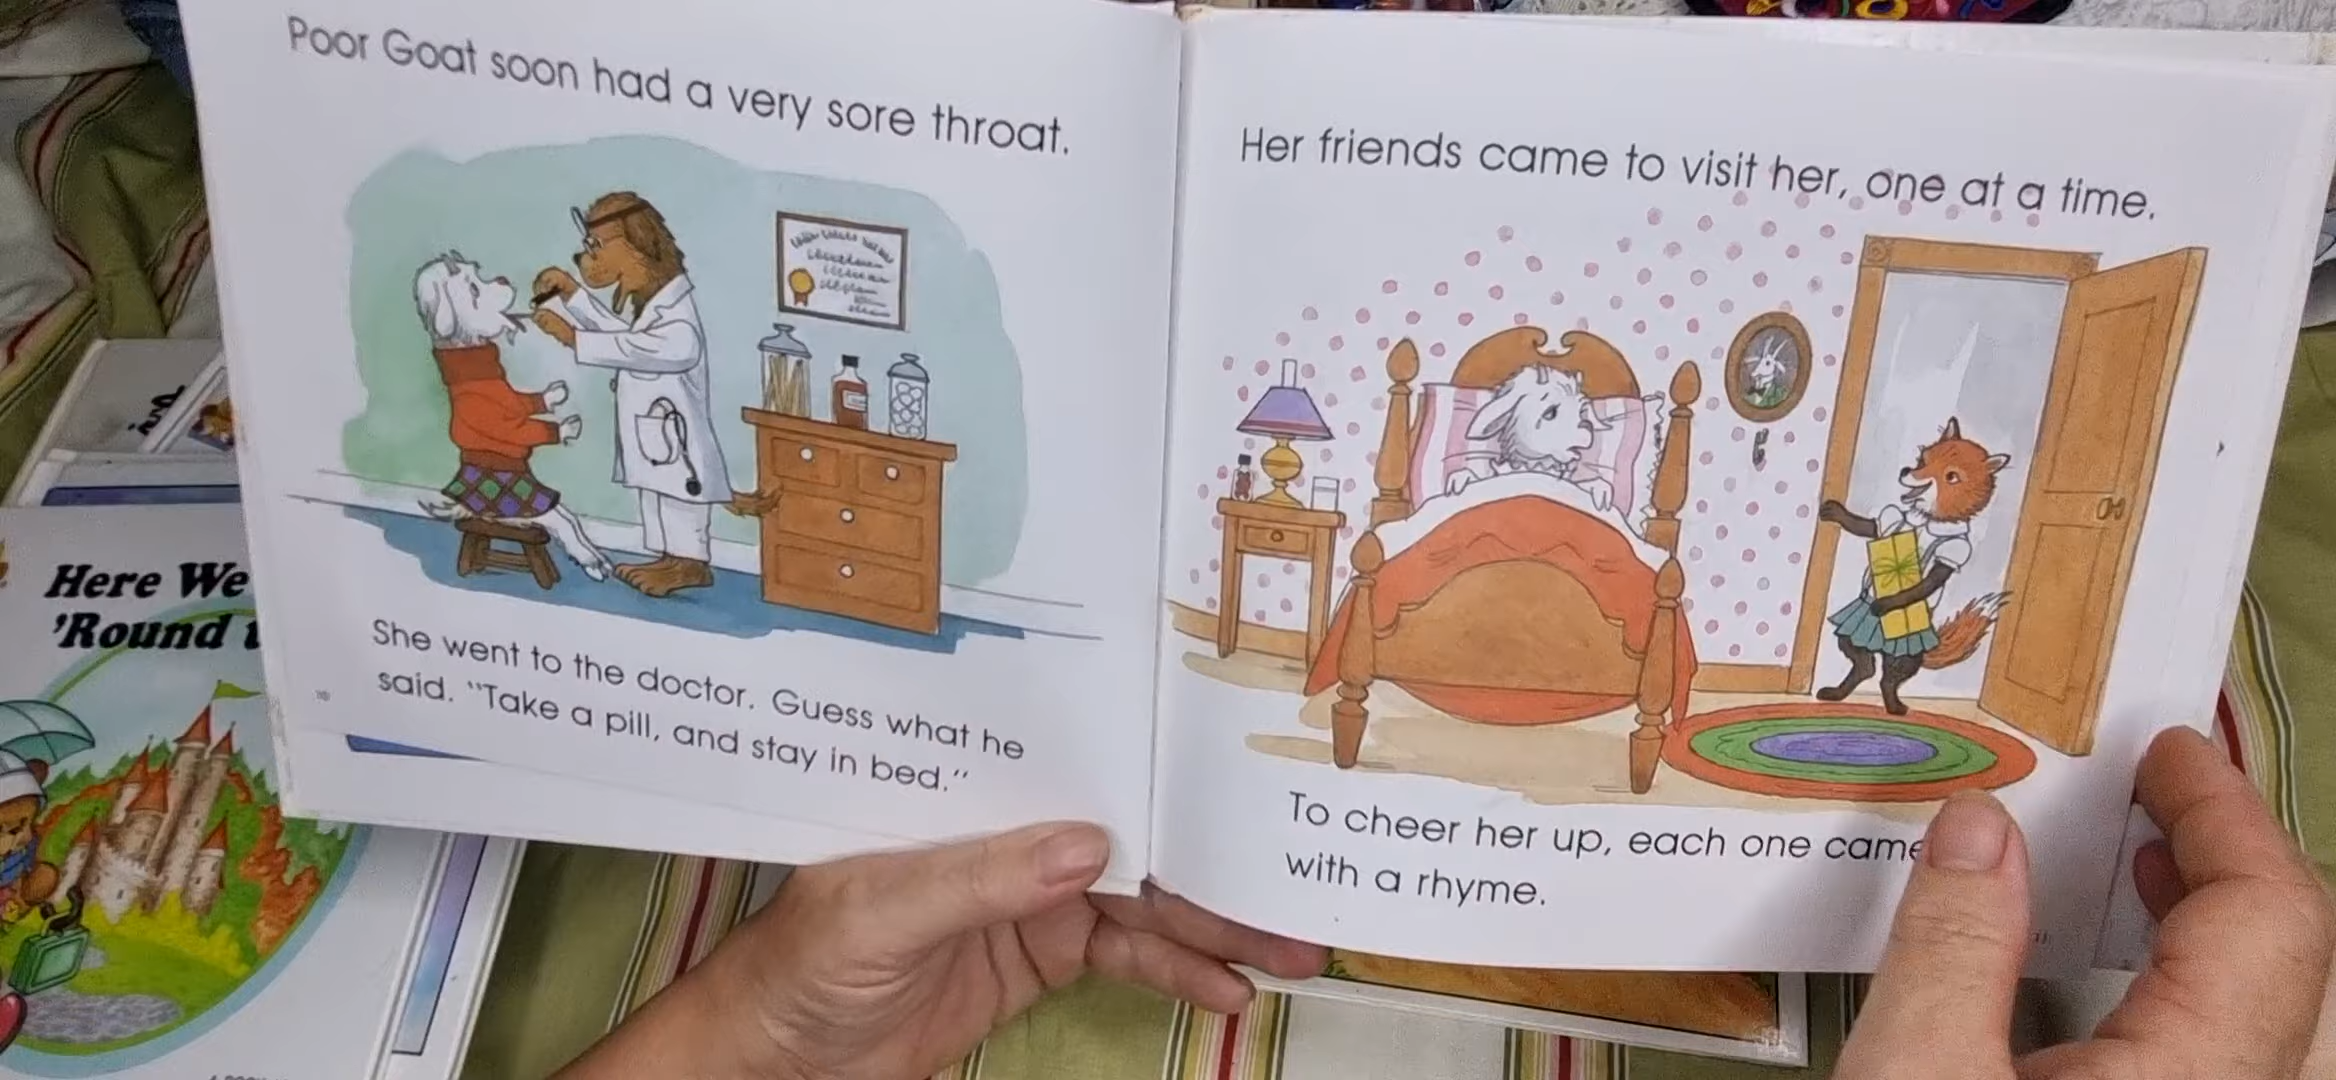 Poor Goat soon had a very sore throat.
She went to the doctor. Guess what he
said. "Take a pill, and stay in bed."
10
Her friends came to visit her, one at a time.
To cheer her up, each one came
with a rhyme.
11
Here We
'Round